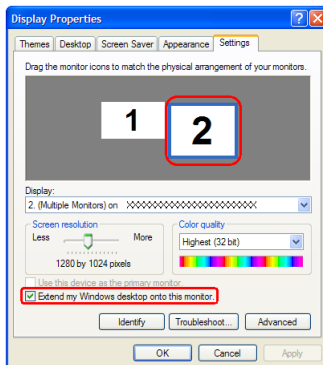 Display Properties
Themes Desktop Screen Saver Appearance Settings
Drag the monitor icons to match the physical arrangement of your monitors.
1 2
Display:
2. (Multiple Monitors) on XXXXXXXXXXXXXXXXXXXXXX
Screen resolution
Less More
1280 by 1024 pixels
Color quality
Highest (32 bit)
Use this device as the primary monitor.
Extend my Windows desktop onto this monitor.
Identify Troubleshoot... Advanced
OK Cancel Apply